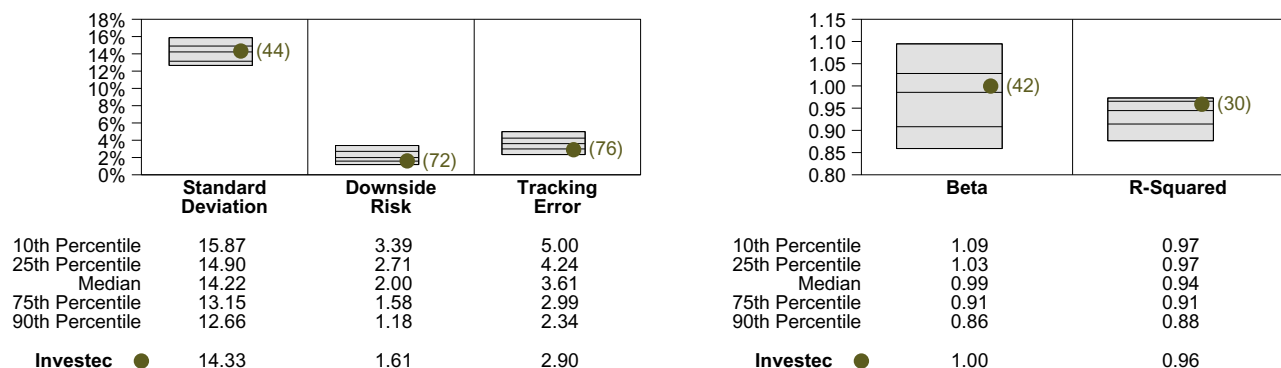 18%
16%
14%
12%
10%
8%
6%
4%
2%
0%
(44)
(72)
(76)
Standard Deviation
Downside Risk
Tracking Error
10th Percentile 15.87 3.39 5.00
25th Percentile 14.90 2.71 4.24
Median 14.22 2.00 3.61
75th Percentile 13.15 1.58 2.99
90th Percentile 12.66 1.18 2.34
Investec 14.33 1.61 2.90
1.15
1.10
1.05
1.00
0.95
0.90
0.85
0.80
(42)
(30)
Beta R-Squared
10th Percentile 1.09 0.97
25th Percentile 1.03 0.97
Median 0.99 0.94
75th Percentile 0.91 0.91
90th Percentile 0.86 0.88
Investec 1.00 0.96